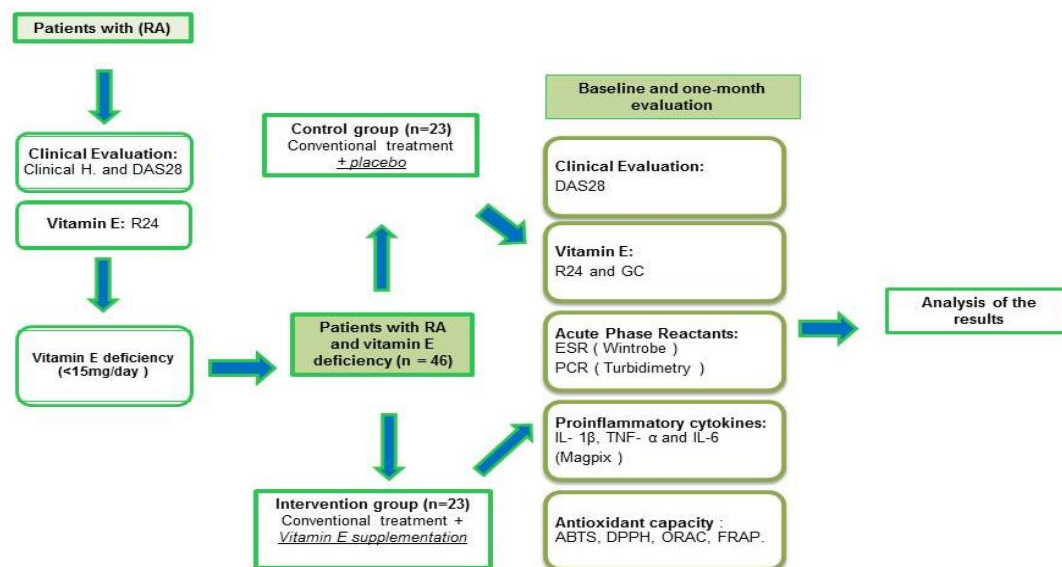 Patients with (RA)
Clinical Evaluation:
Clinical H. and DAS28
Vitamin E: R24
Vitamin E deficiency
(<15mg/day )
Control group (n=23)
Conventional treatment
+ placebo
Patients with RA
and vitamin E
deficiency (n = 46)
Intervention group (n=23)
Conventional treatment +
Vitamin E supplementation
Baseline and one-month
evaluation
Clinical Evaluation:
DAS28
Vitamin E:
R24 and GC
Acute Phase Reactants:
ESR ( Wintrobe )
PCR ( Turbidimetry )
Proinflammatory cytokines:
IL- 1β, TNF- α and IL-6
(Magpix )
Antioxidant capacity :
ABTS, DPPH, ORAC, FRAP.
Analysis of the
results